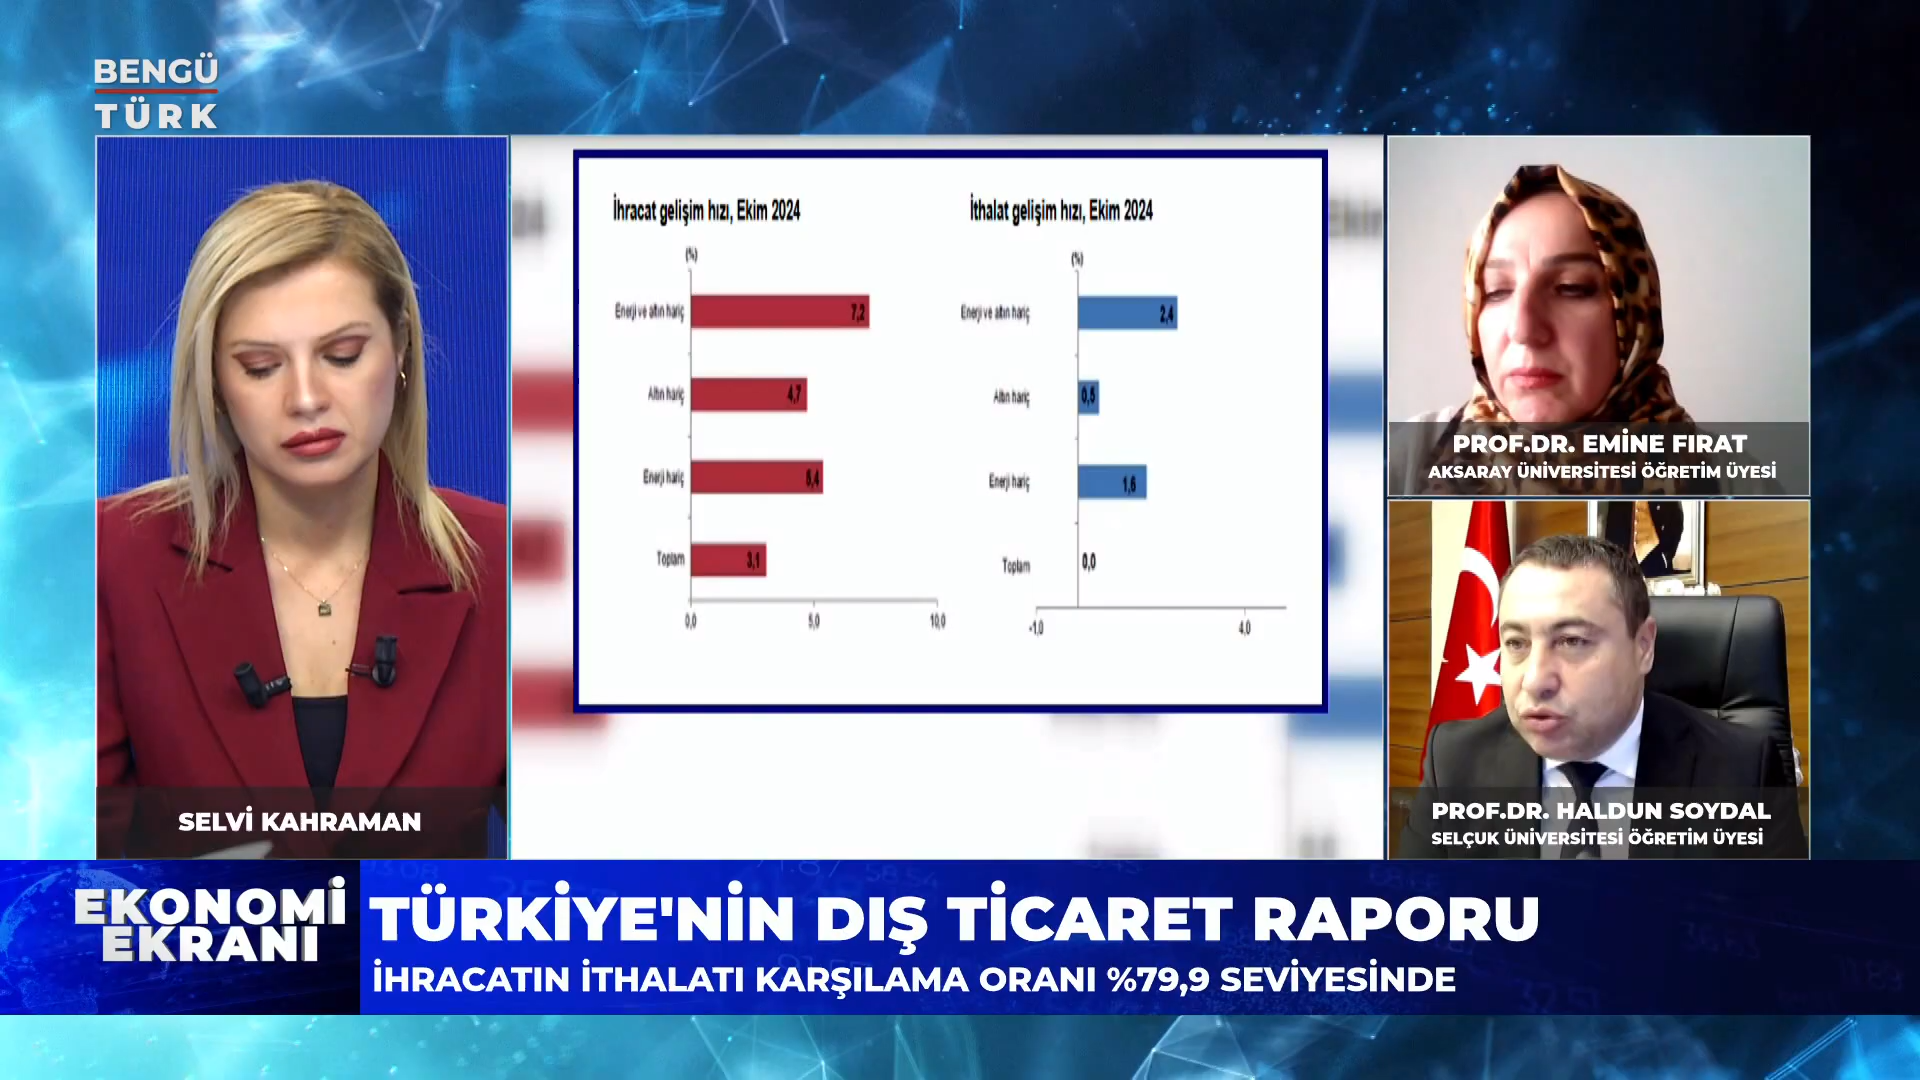 BENGÜ
TÜRK
İhracat gelişim hızı, Ekim 2024
(%)
Enerji ve altın hariç
7,2
Altın hariç
4,7
Enerji hariç
5,4
Toplam
3,1
0,0
5,0
10,0
İthalat gelişim hızı, Ekim 2024
(%)
Enerji ve altın hariç
2,4
Altın hariç
0,5
Enerji hariç
1,6
Toplam
0,0
-1,0
4,0
PROF.DR. EMİNE FIRAT
AKSARAY ÜNİVERSİTESİ ÖĞRETİM ÜYESİ
PROF.DR. HALDUN SOYDAL
SELÇUK ÜNİVERSİTESİ ÖĞRETİM ÜYESİ
SELVİ KAHRAMAN
EKONOMİ
EKRANI
TÜRKİYE'NİN DIŞ TİCARET RAPORU
İHRACATIN İTHALATI KARŞILAMA ORANI %79,9 SEVİYESİNDE